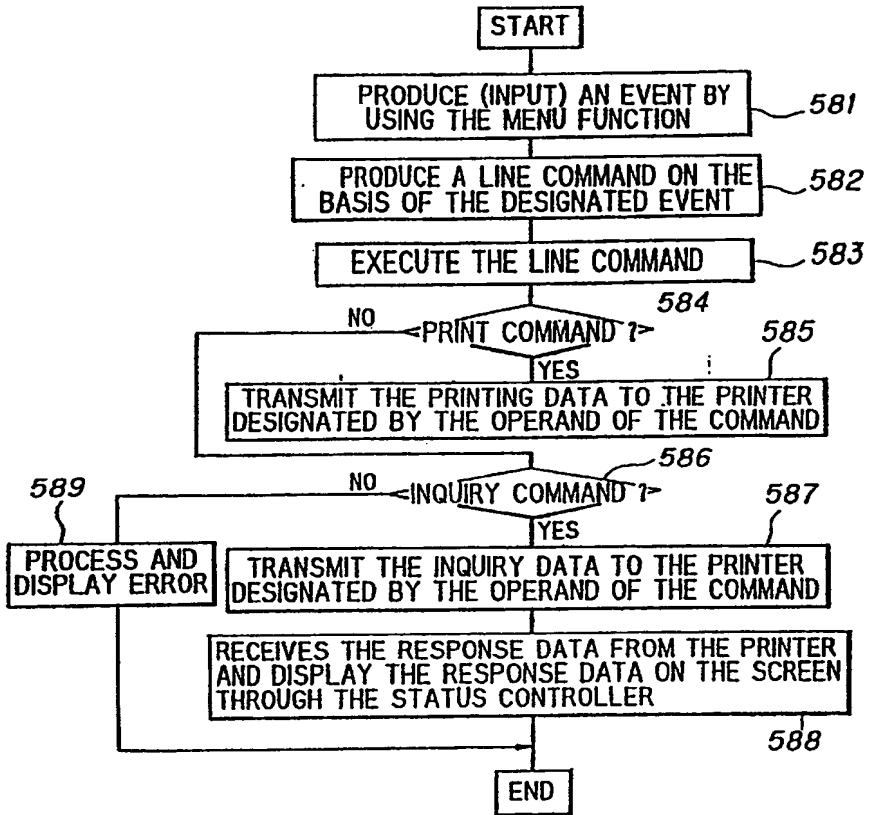 START
PRODUCE (INPUT) AN EVENT BY
USING THE MENU FUNCTION
581
PRODUCE A LINE COMMAND ON THE
BASIS OF THE DESIGNATED EVENT
582
EXECUTE THE LINE COMMAND
583
584
NO
PRINT COMMAND ?
YES
585
TRANSMIT THE PRINTING DATA TO THE PRINTER
DESIGNATED BY THE OPERAND OF THE COMMAND
586
NO
INQUIRY COMMAND ?
YES
587
589
PROCESS AND
DISPLAY ERROR
TRANSMIT THE INQUIRY DATA TO THE PRINTER
DESIGNATED BY THE OPERAND OF THE COMMAND
RECEIVES THE RESPONSE DATA FROM THE PRINTER
AND DISPLAY THE RESPONSE DATA ON THE SCREEN
THROUGH THE STATUS CONTROLLER
588
END